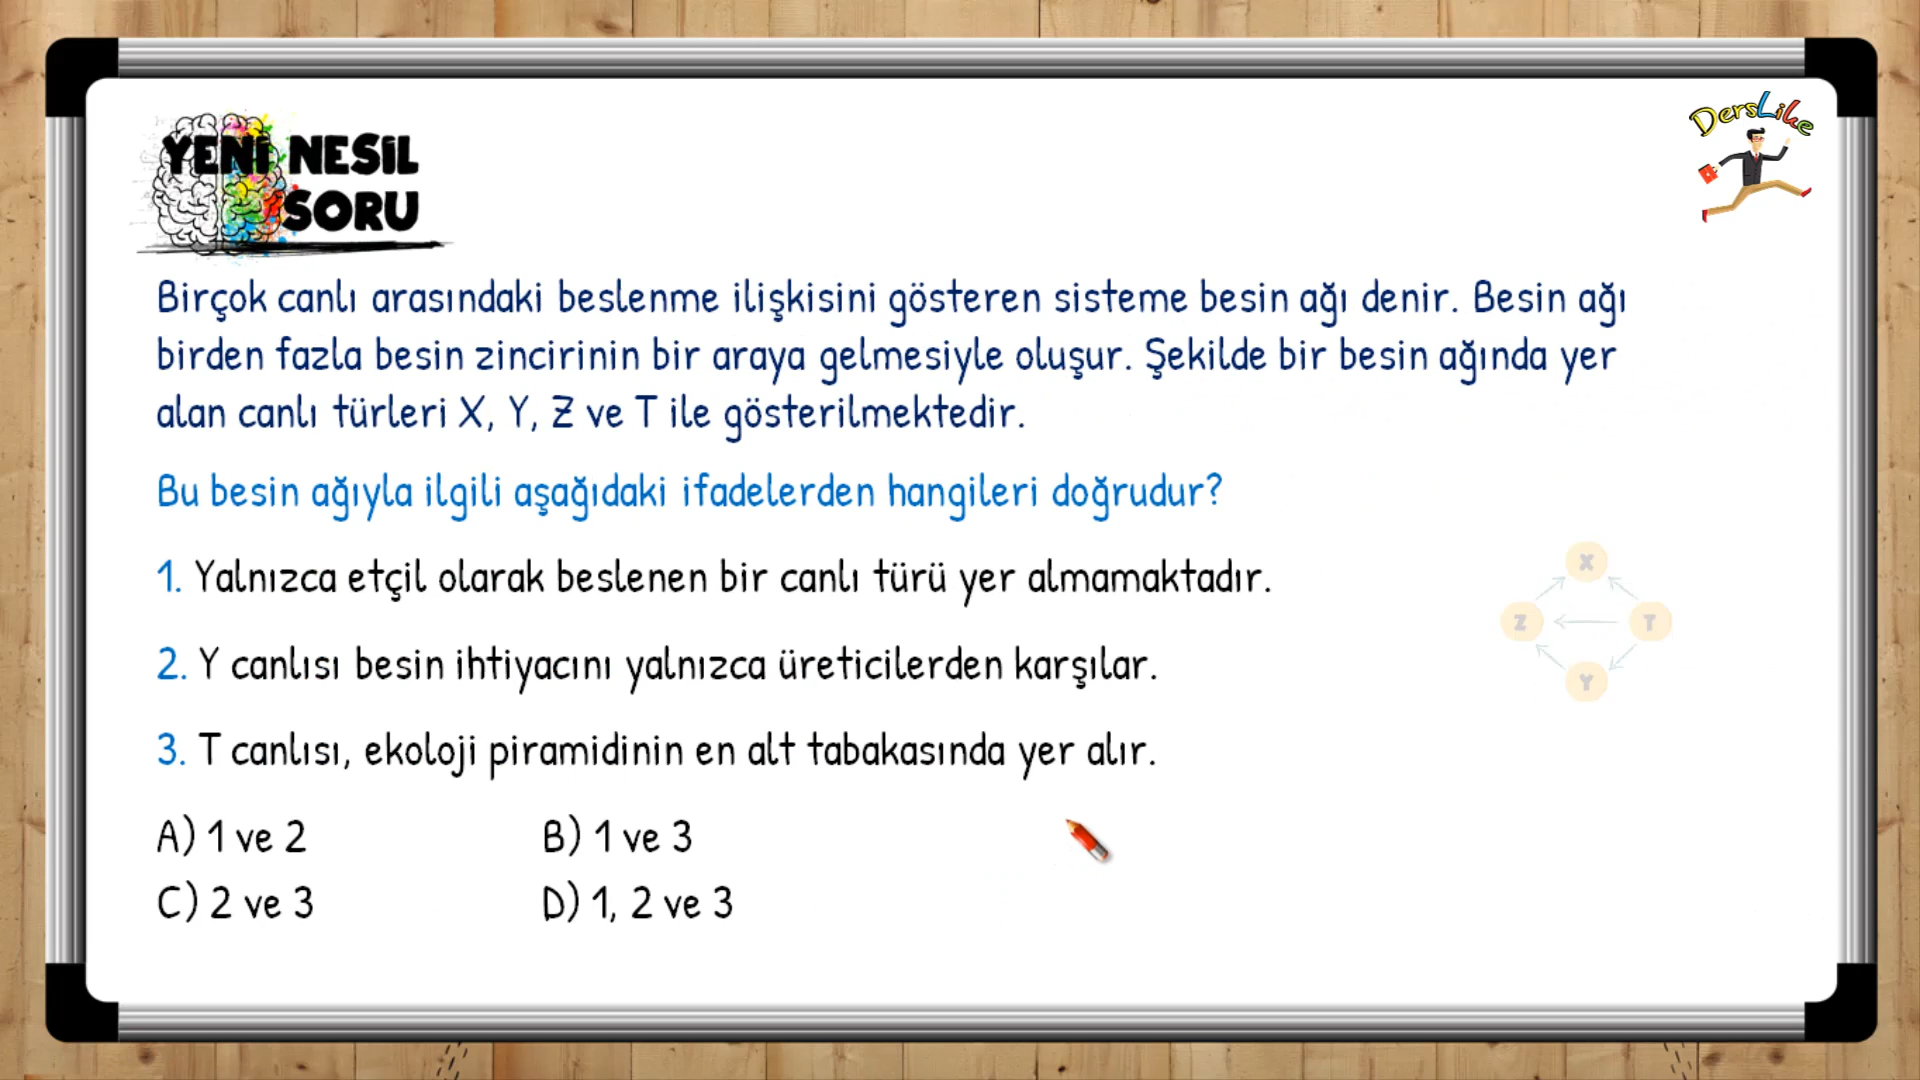 YENİ NESİL
SORU
DersLike
Birçok canlı arasındaki beslenme ilişkisini gösteren sisteme besin ağı denir. Besin ağı
birden fazla besin zincirinin bir araya gelmesiyle oluşur. Şekilde bir besin ağında yer
alan canlı türleri X, Y, Z ve T ile gösterilmektedir.
Bu besin ağıyla ilgili aşağıdaki ifadelerden hangileri doğrudur?
1. Yalnızca etçil olarak beslenen bir canlı türü yer almamaktadır.
2. Y canlısı besin ihtiyacını yalnızca üreticilerden karşılar.
3. T canlısı, ekoloji piramidinin en alt tabakasında yer alır.
X
Z T
Y
A) 1 ve 2 B) 1 ve 3
C) 2 ve 3 D) 1, 2 ve 3